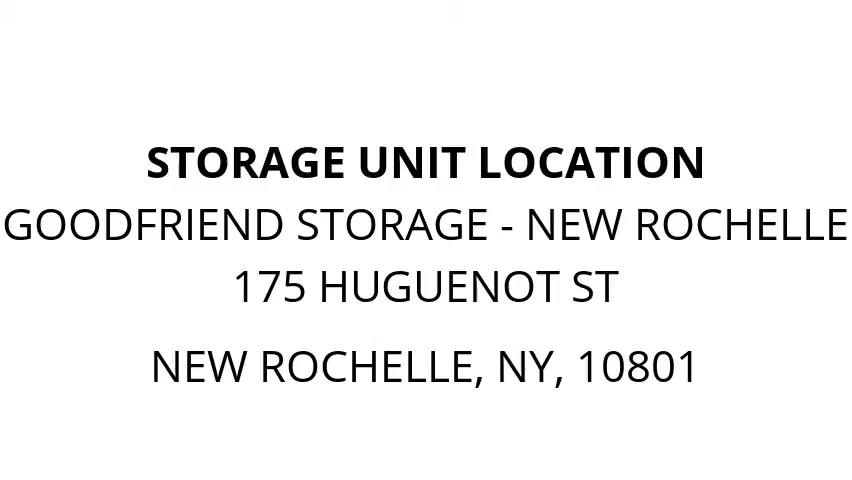 STORAGE UNIT LOCATION
GOODFRIEND STORAGE - NEW ROCHELLE
175 HUGUENOT ST
NEW ROCHELLE, NY, 10801